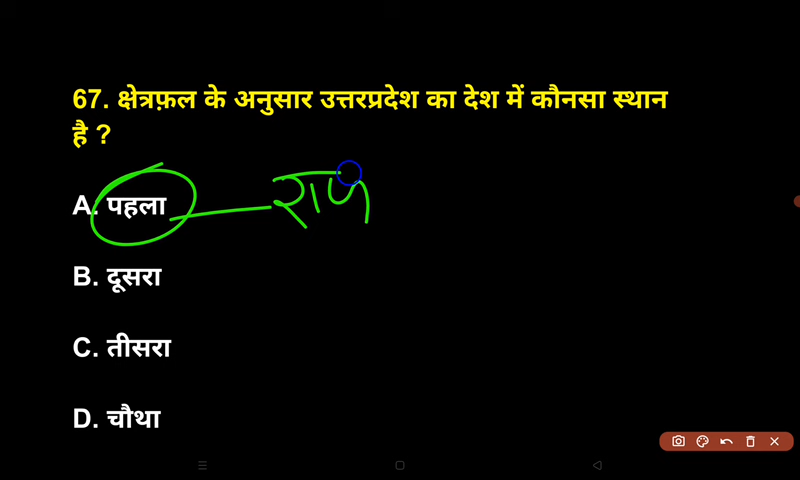 67. क्षेत्रफ़ल के अनुसार उत्तरप्रदेश का देश में कौनसा स्थान
है ?
A. पहला
B. दूसरा
C. तीसरा
D. चौथा